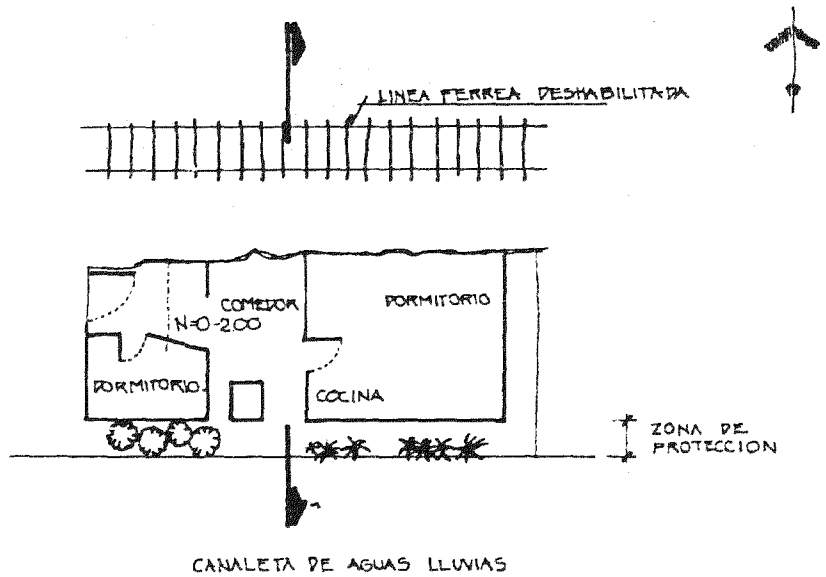 LINEA FERREA DESHABILITADA
COMEDOR
DORMITORIO
N=0-200
DORMITORIO
COCINA
ZONA DE
PROTECCION
CANALETA DE AGUAS LLUVIAS